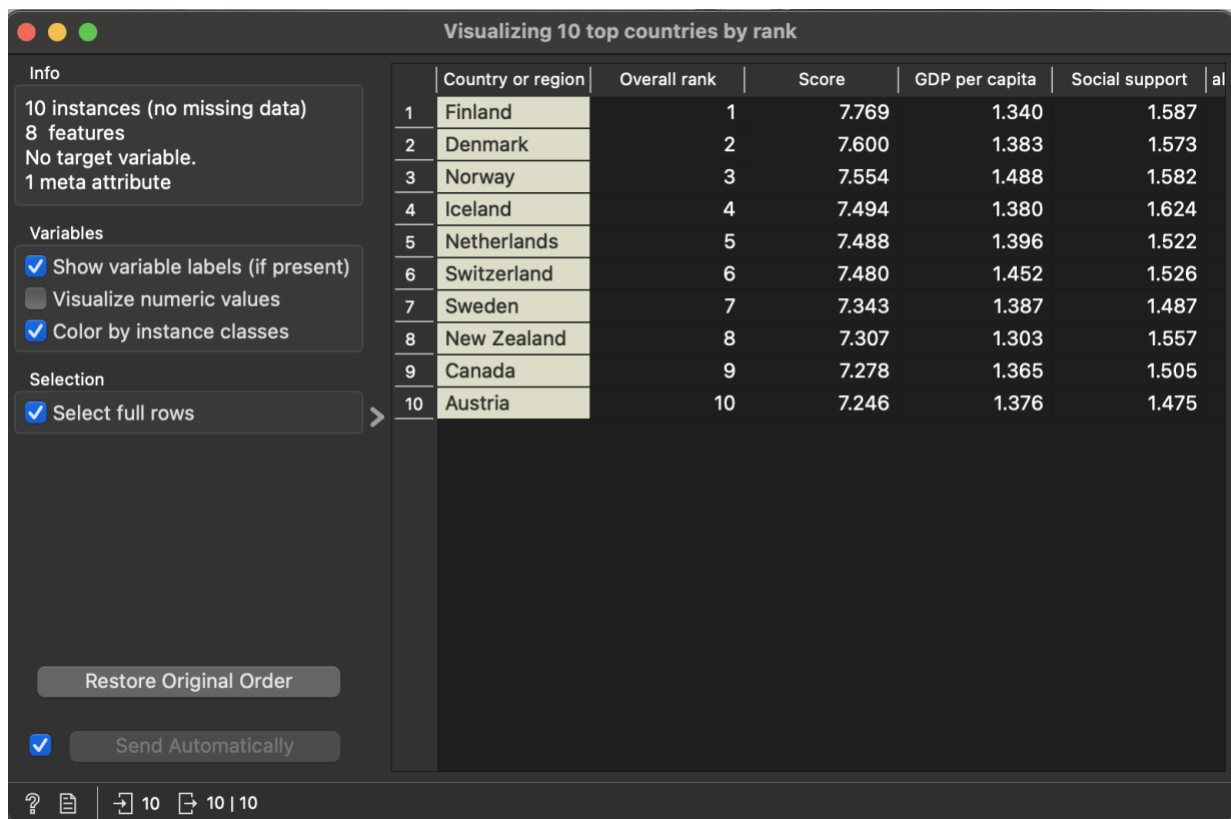 Visualizing 10 top countries by rank
Info
10 instances (no missing data)
8 features
No target variable.
1 meta attribute
Variables
Show variable labels (if present)
Visualize numeric values
Color by instance classes
Selection
Select full rows
Restore Original Order
Send Automatically
Country or region Overall rank Score GDP per capita Social support al
1 Finland 1 7.769 1.340 1.587
2 Denmark 2 7.600 1.383 1.573
3 Norway 3 7.554 1.488 1.582
4 Iceland 4 7.494 1.380 1.624
5 Netherlands 5 7.488 1.396 1.522
6 Switzerland 6 7.480 1.452 1.526
7 Sweden 7 7.343 1.387 1.487
8 New Zealand 8 7.307 1.303 1.557
9 Canada 9 7.278 1.365 1.505
10 Austria 10 7.246 1.376 1.475
? 10 10 | 10